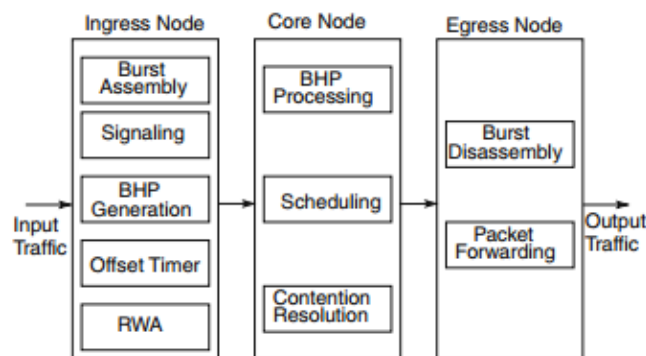 Ingress Node
Core Node
Egress Node
Burst
Assembly
Signaling
BHP
Generation
Offset Timer
RWA
BHP
Processing
Scheduling
Contention
Resolution
Burst
Disassembly
Packet
Forwarding
Input
Traffic
Output
Traffic